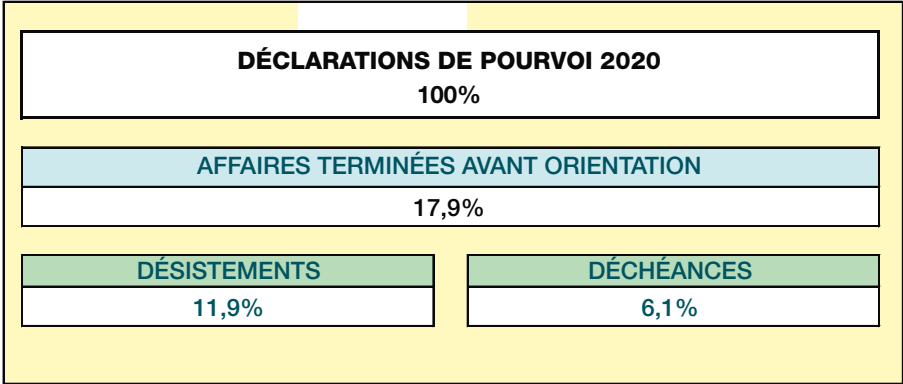 DÉCLARATIONS DE POURVOI 2020
100%
AFFAIRES TERMINÉES AVANT ORIENTATION
17,9%
DÉSISTEMENTS
11,9%
DÉCHÉANCES
6,1%